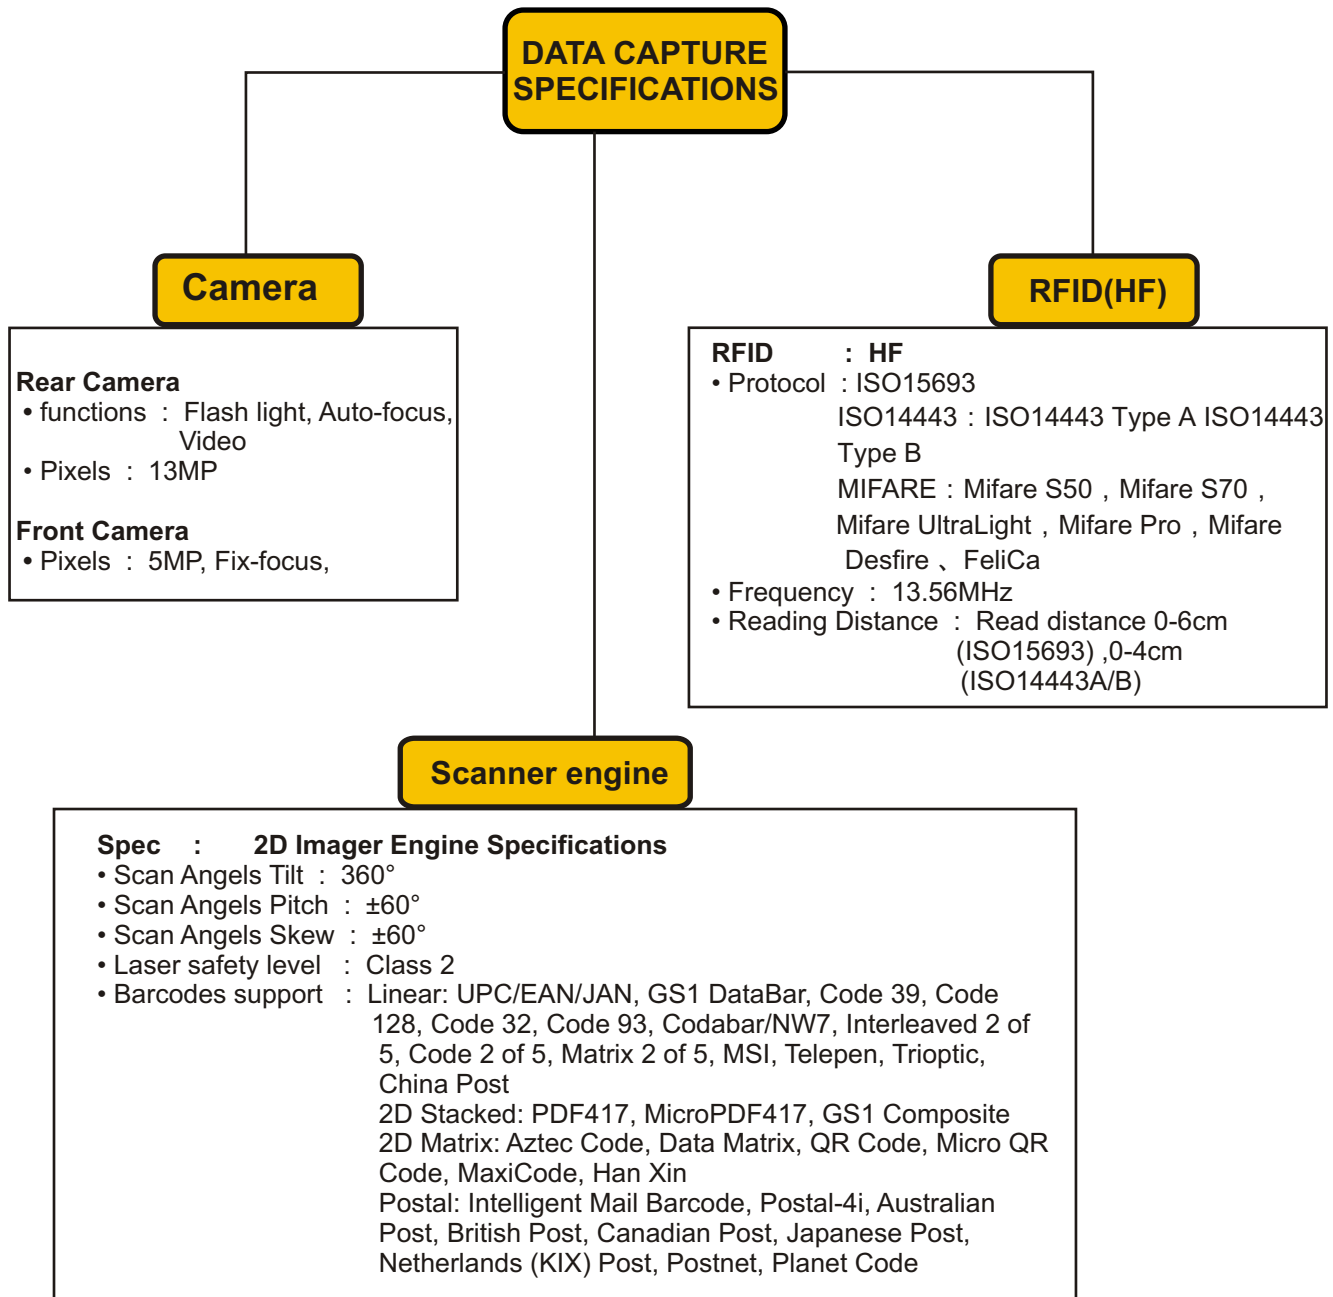 DATA CAPTURE
SPECIFICATIONS
Camera
Rear Camera
• functions : Flash light, Auto-focus,
Video
• Pixels : 13MP
Front Camera
• Pixels : 5MP, Fix-focus,
RFID(HF)
RFID : HF
• Protocol : ISO15693
ISO14443：ISO14443 Type A ISO14443
Type B
MIFARE：Mifare S50，Mifare S70，
Mifare UltraLight，Mifare Pro，Mifare
Desfire 、FeliCa
• Frequency : 13.56MHz
• Reading Distance : Read distance 0-6cm
(ISO15693) ,0-4cm
(ISO14443A/B)
Scanner engine
Spec : 2D Imager Engine Specifications
• Scan Angels Tilt : 360°
• Scan Angels Pitch : ±60°
• Scan Angels Skew : ±60°
• Laser safety level : Class 2
• Barcodes support : Linear: UPC/EAN/JAN, GS1 DataBar, Code 39, Code
128, Code 32, Code 93, Codabar/NW7, Interleaved 2 of
5, Code 2 of 5, Matrix 2 of 5, MSI, Telepen, Trioptic,
China Post
2D Stacked: PDF417, MicroPDF417, GS1 Composite
2D Matrix: Aztec Code, Data Matrix, QR Code, Micro QR
Code, MaxiCode, Han Xin
Postal: Intelligent Mail Barcode, Postal-4i, Australian
Post, British Post, Canadian Post, Japanese Post,
Netherlands (KIX) Post, Postnet, Planet Code